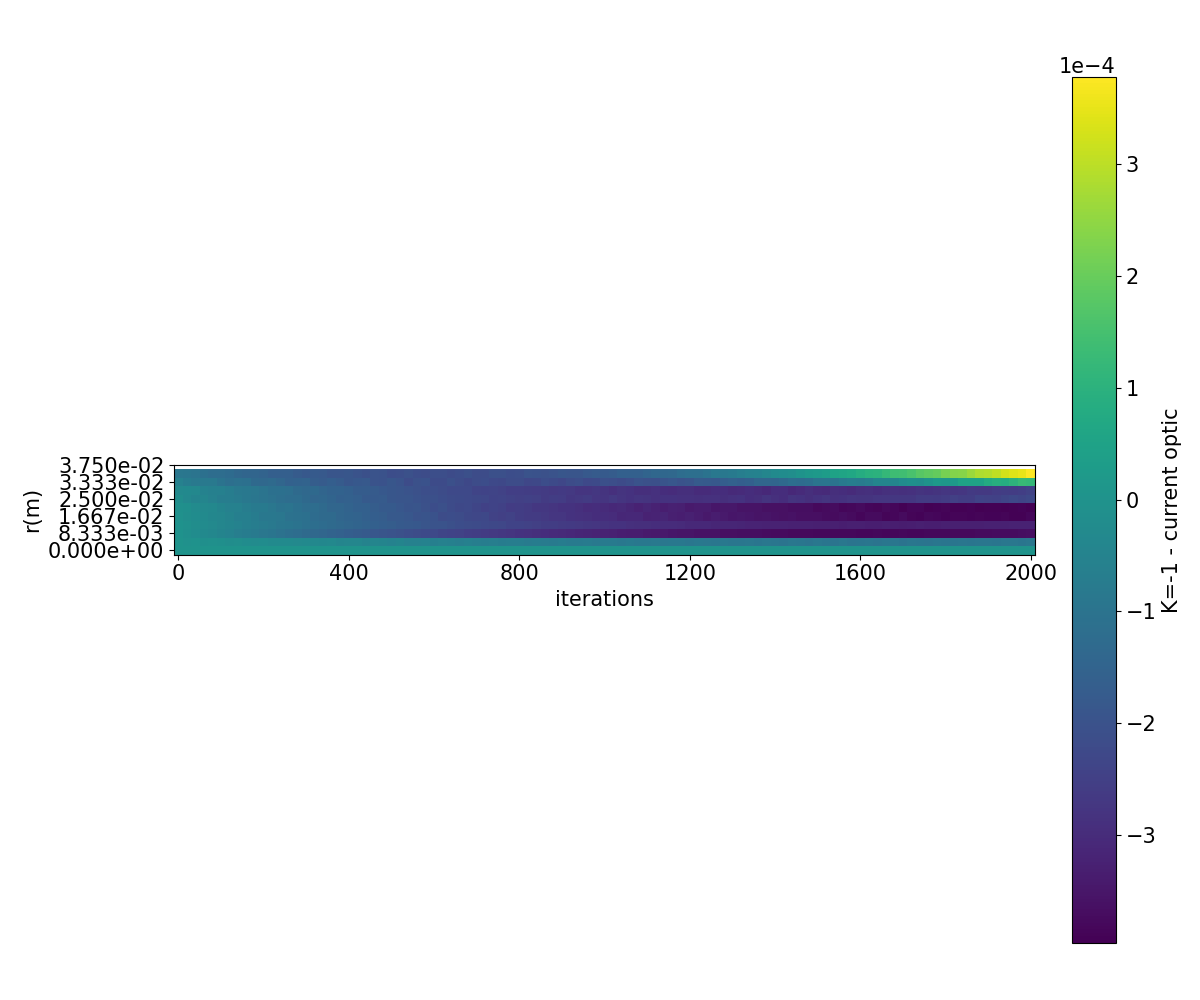 1e−4
3
2
1
0
−1
−2
−3
K=-1 - current optic
3.750e-02
3.333e-02
2.500e-02
1.667e-02
8.333e-03
0.000e+00
r(m)
0 400 800 1200 1600 2000
iterations